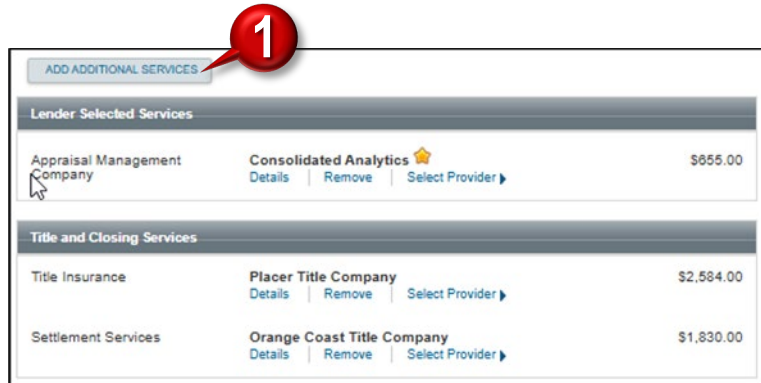 1
ADD ADDITIONAL SERVICES
Lender Selected Services
Appraisal Management Company Consolidated Analytics $655.00
Details | Remove | Select Provider
Title and Closing Services
Title Insurance Placer Title Company $2,584.00
Details | Remove | Select Provider
Settlement Services Orange Coast Title Company $1,830.00
Details | Remove | Select Provider